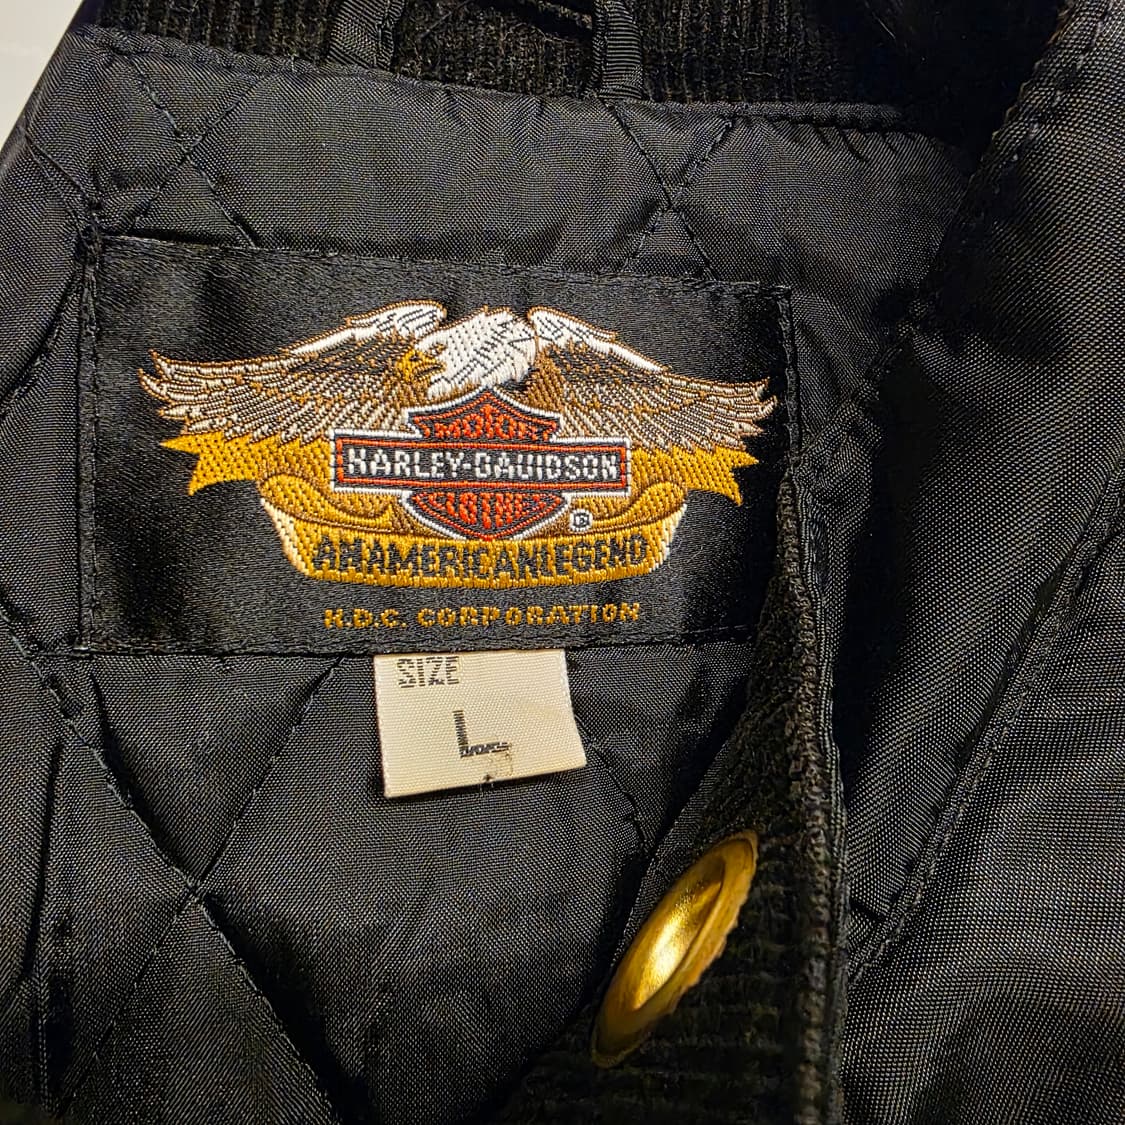 MOTOR
HARLEY-DAVIDSON
CYCLES
®
AN AMERICAN LEGEND
H.D.C. CORPORATION
SIZE
L